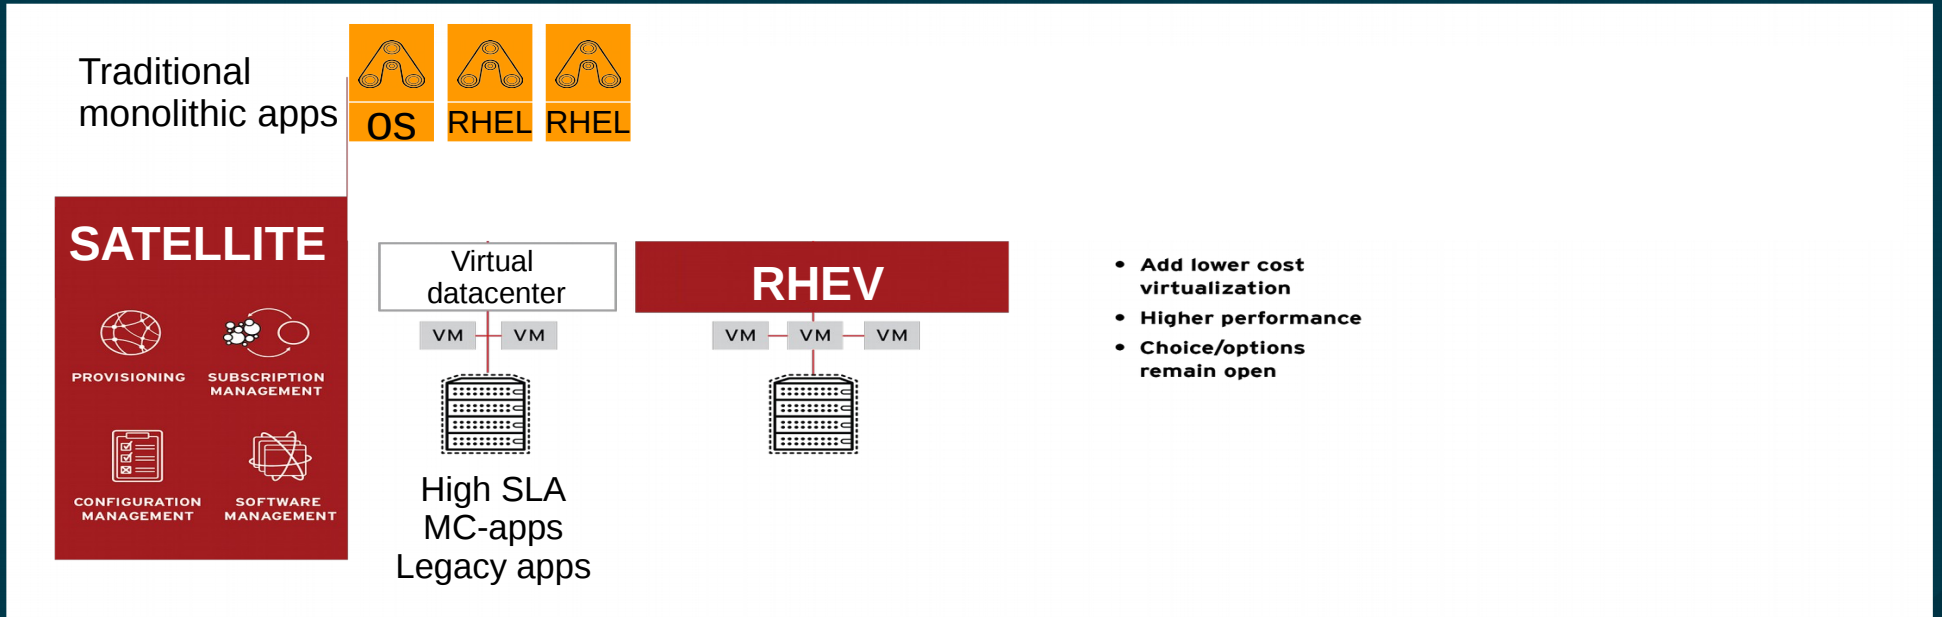 Traditional
monolithic apps
OS
RHEL
RHEL
SATELLITE
PROVISIONING
SUBSCRIPTION
MANAGEMENT
CONFIGURATION
MANAGEMENT
SOFTWARE
MANAGEMENT
Virtual
datacenter
VM
VM
High SLA
MC-apps
Legacy apps
RHEV
VM
VM
VM
• Add lower cost
virtualization
• Higher performance
• Choice/options
remain open